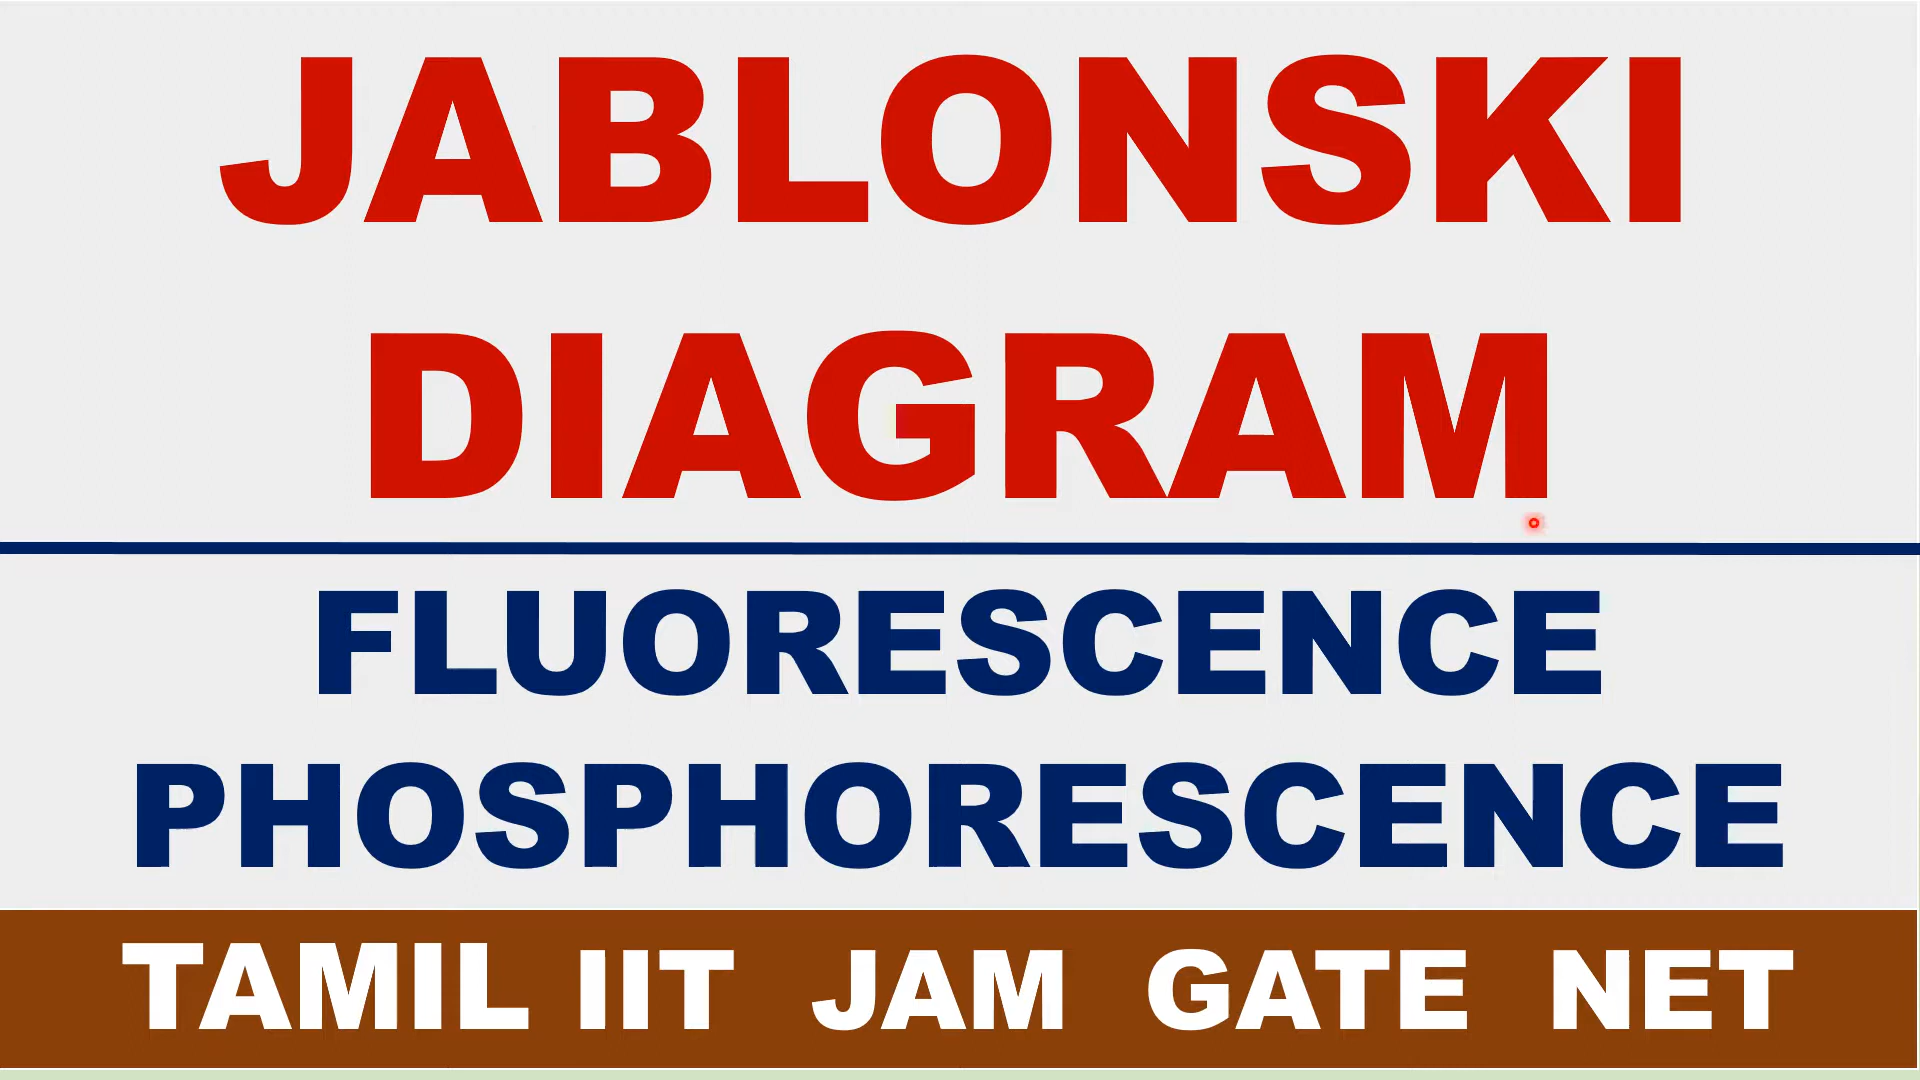 JABLONSKI
DIAGRAM
FLUORESCENCE
PHOSPHORESCENCE
TAMIL IIT JAM GATE NET